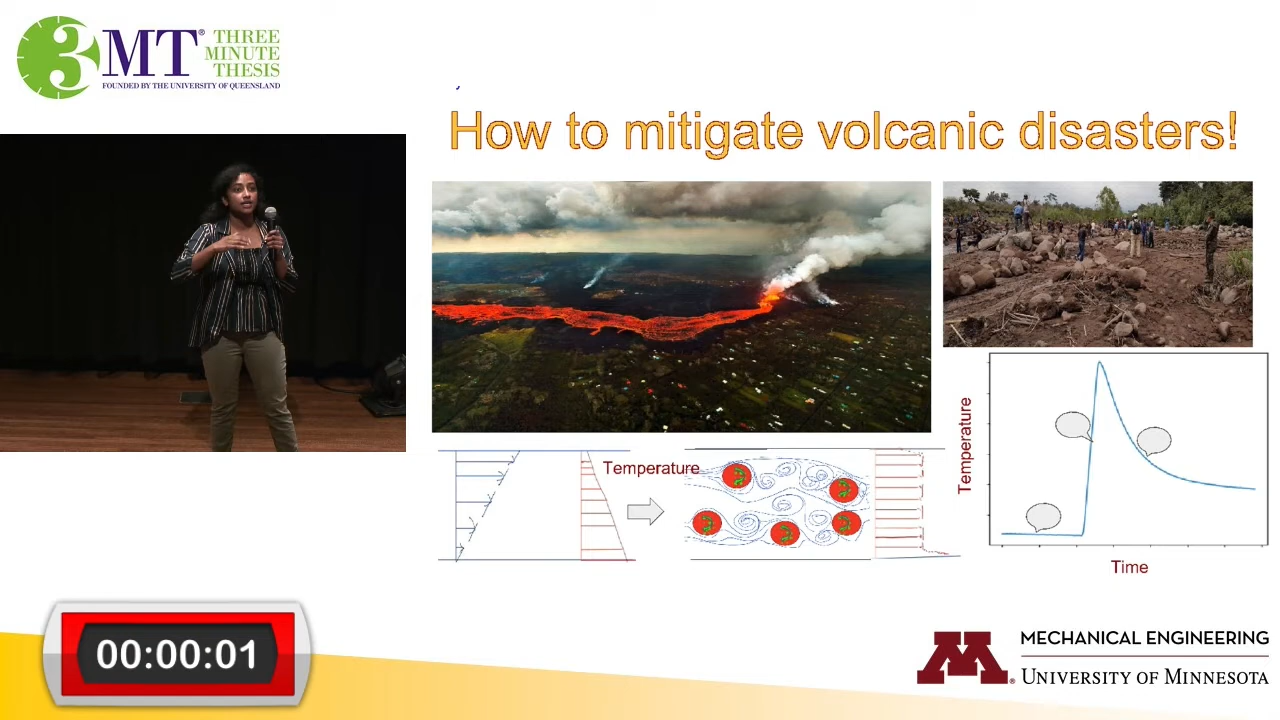 3MT® THREE
MINUTE
THESIS
FOUNDED BY THE UNIVERSITY OF QUEENSLAND
How to mitigate volcanic disasters!
Temperature
Temperature
Time
00:00:01
M® MECHANICAL ENGINEERING
UNIVERSITY OF MINNESOTA